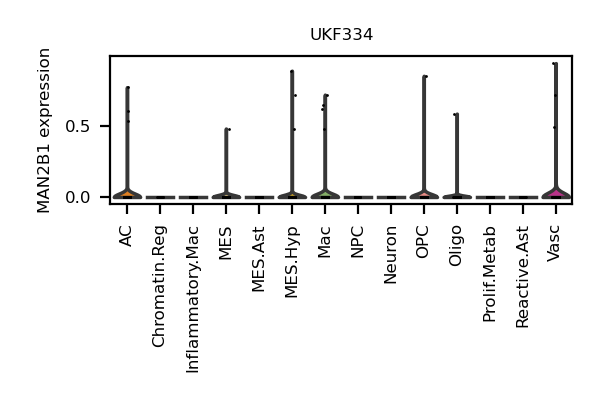 UKF334
MAN2B1 expression
0.5
0.0
AC
Chromatin.Reg
Inflammatory.Mac
MES
MES.Ast
MES.Hyp
Mac
NPC
Neuron
OPC
Oligo
Prolif.Metab
Reactive.Ast
Vasc